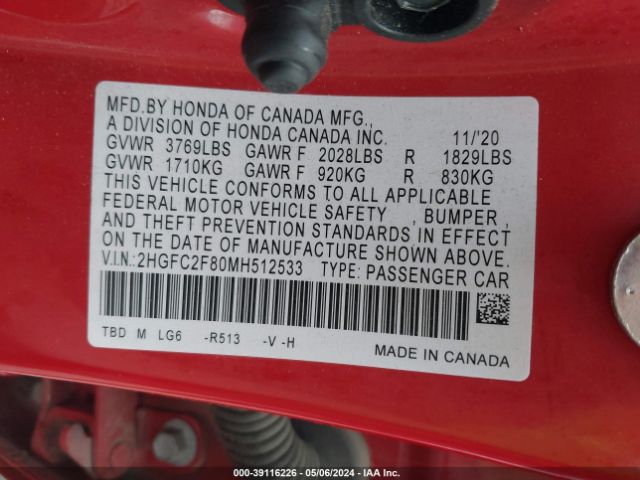 MFD.BY HONDA OF CANADA MFG.,
A DIVISION OF HONDA CANADA INC. 11/'20
GVWR 3769LBS GAWR F 2028LBS R 1829LBS
GVWR 1710KG GAWR F 920KG R 830KG
THIS VEHICLE CONFORMS TO ALL APPLICABLE
FEDERAL MOTOR VEHICLE SAFETY , BUMPER ,
AND THEFT PREVENTION STANDARDS IN EFFECT
ON THE DATE OF MANUFACTURE SHOWN ABOVE.
V.I.N.:2HGFC2F80MH512533 TYPE: PASSENGER CAR
TBD M LG6 -R513 -V -H
MADE IN CANADA
000-39116226 - 05/06/2024 - IAA Inc.